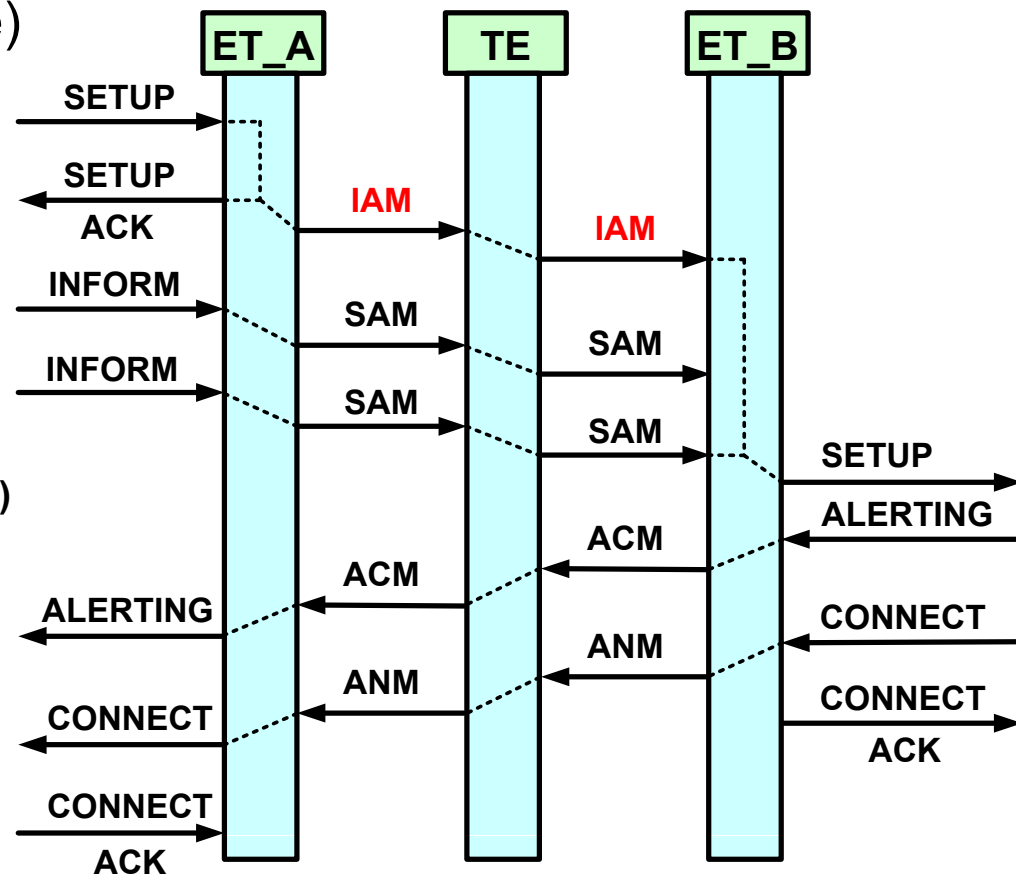 e)
ET_A
TE
ET_B
SETUP
SETUP
ACK
IAM
IAM
INFORM
SAM
SAM
INFORM
SAM
SAM
SETUP
)
ALERTING
ACM
ACM
ALERTING
CONNECT
ANM
ANM
CONNECT
CONNECT
ACK
CONNECT
ACK